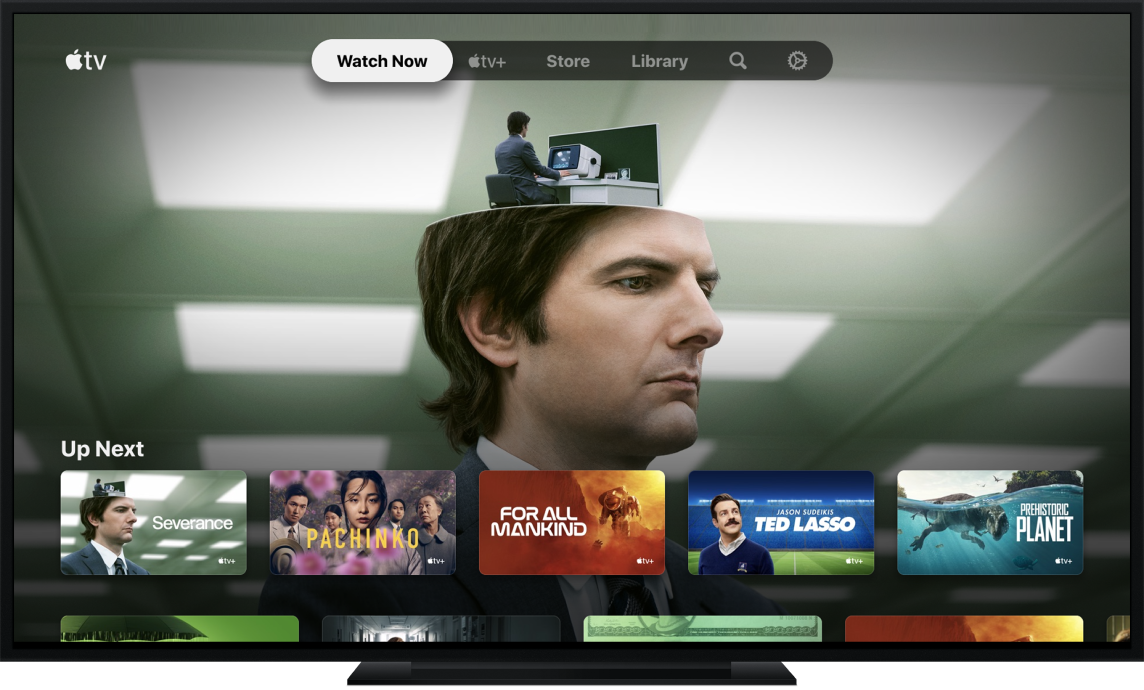 tv
Watch Now
tv+
Store
Library
Up Next
Severance
tv+
PACHINKO
tv+
FOR ALL
MANKIND
tv+
JASON SUDEIKIS
TED LASSO
tv+
PREHISTORIC
PLANET
tv+